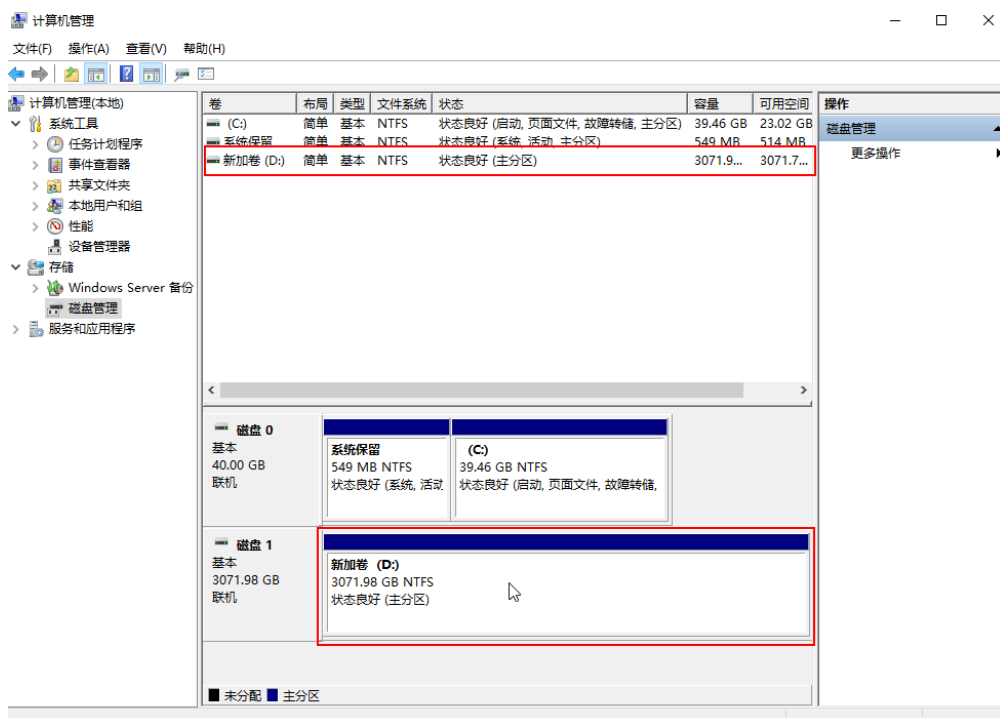 计算机管理
文件(F) 操作(A) 查看(V) 帮助(H)
计算机管理(本地)
系统工具
任务计划程序
事件查看器
共享文件夹
本地用户和组
性能
设备管理器
存储
Windows Server 备份
磁盘管理
服务和应用程序
卷 布局 类型 文件系统 状态 容量 可用空间
(C:) 简单 基本 NTFS 状态良好 (启动, 页面文件, 故障转储, 主分区) 39.46 GB 23.02 GB
系统保留 简单 基本 NTFS 状态良好 (系统, 活动, 主分区) 549 MB 514 MB
新加卷 (D:) 简单 基本 NTFS 状态良好 (主分区) 3071.9... 3071.7...
磁盘 0
基本
40.00 GB
联机
系统保留
549 MB NTFS
状态良好 (系统, 活动
(C:)
39.46 GB NTFS
状态良好 (启动, 页面文件, 故障转储,
磁盘 1
基本
3071.98 GB
联机
新加卷 (D:)
3071.98 GB NTFS
状态良好 (主分区)
未分配 主分区
操作
磁盘管理
更多操作